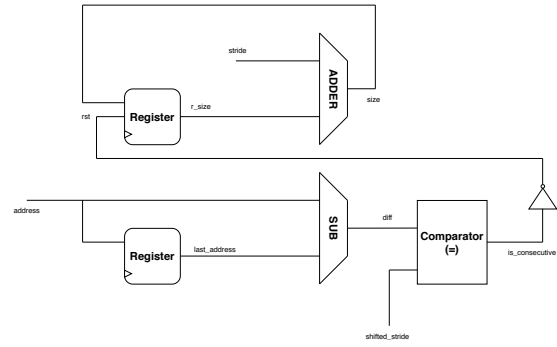 stride
ADDER
Register
r_size
rst
size
address
SUB
diff
Comparator
(=)
Register
last_address
is_consecutive
shifted_stride